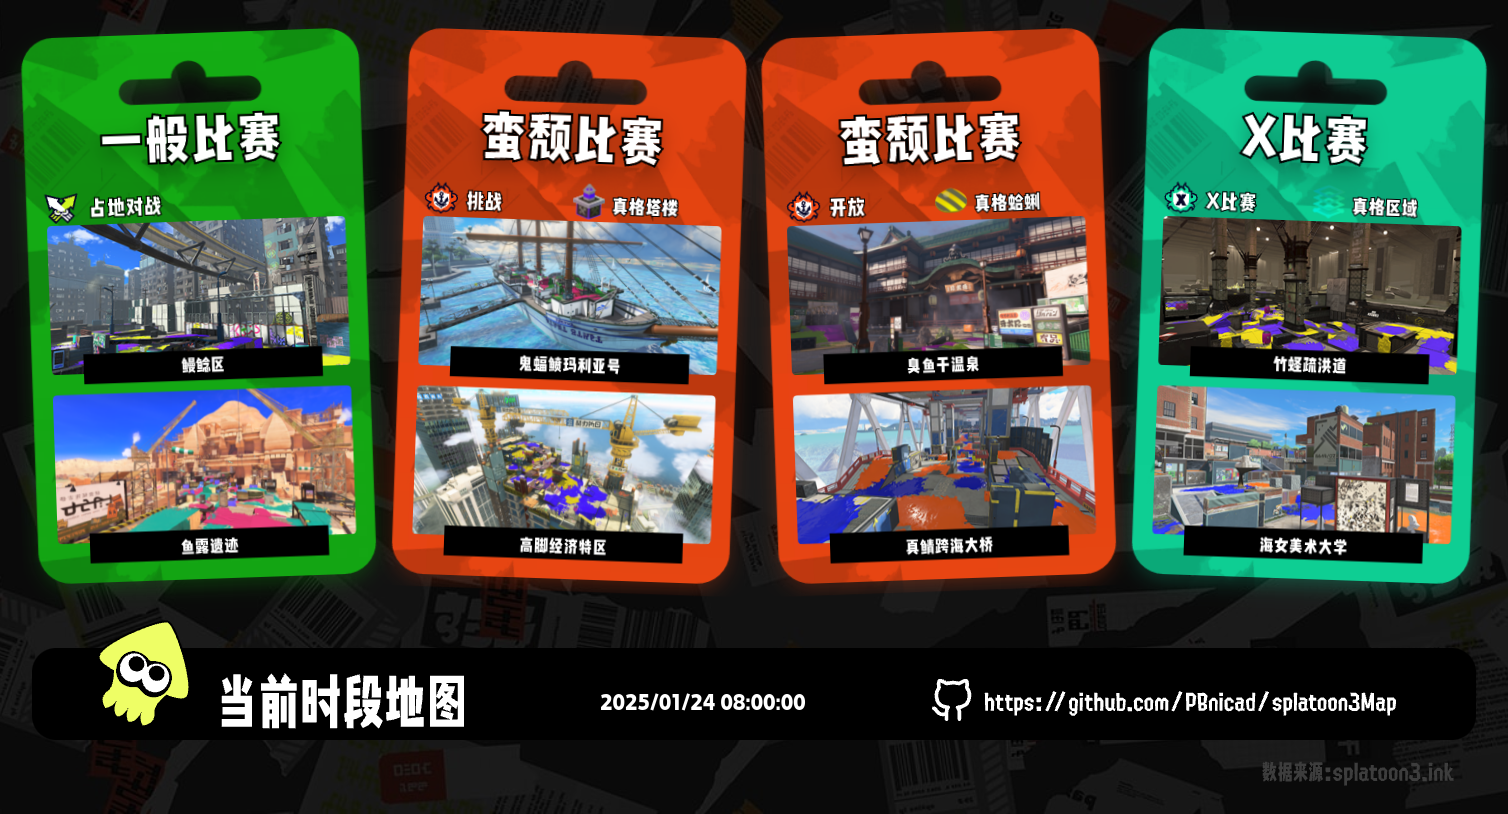 一般比赛
占地对战
鳗鲶区
鱼露遗迹
蛮颓比赛
挑战
真格塔楼
鬼蝠鲼玛利亚号
高脚经济特区
蛮颓比赛
开放
真格蛤蜊
臭鱼干温泉
真鲭跨海大桥
X比赛
X比赛
真格区域
竹蛏疏洪道
海女美术大学
当前时段地图
2025/01/24 08:00:00
https://github.com/PBnicad/splatoon3Map
数据来源:splatoon3.ink